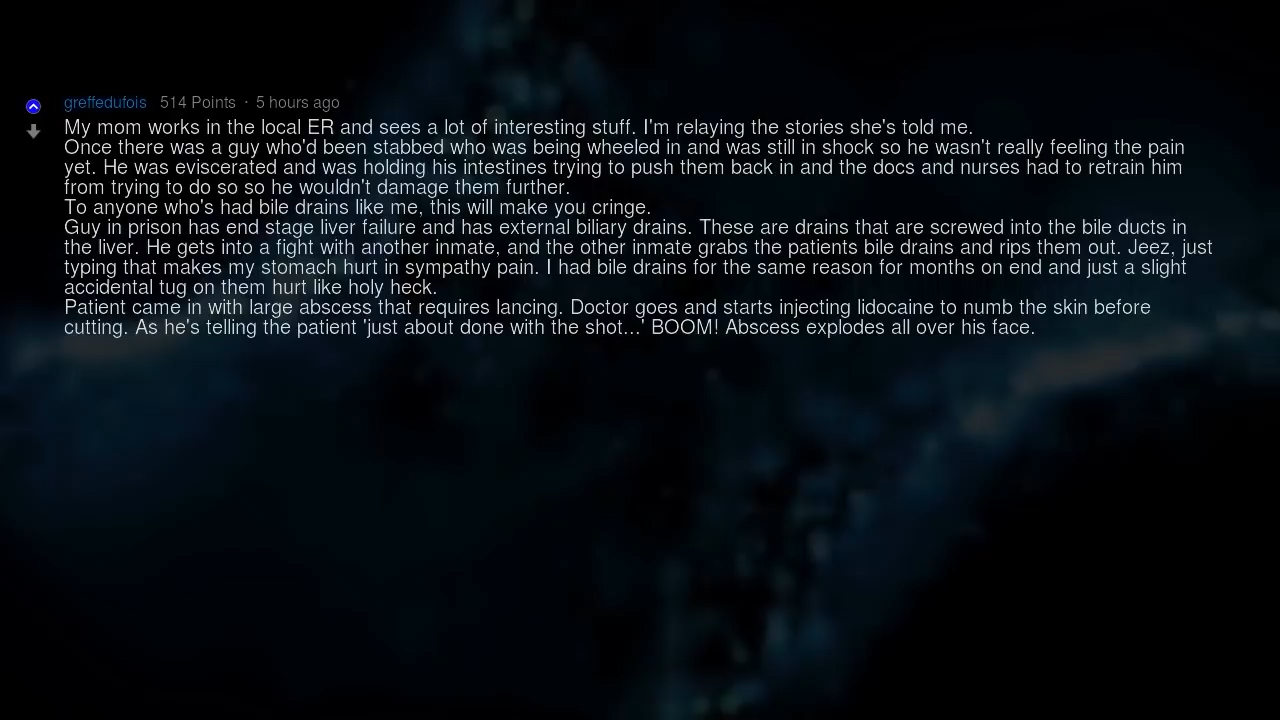 greffedufois 514 Points · 5 hours ago
My mom works in the local ER and sees a lot of interesting stuff. I'm relaying the stories she's told me.
Once there was a guy who'd been stabbed who was being wheeled in and was still in shock so he wasn't really feeling the pain
yet. He was eviscerated and was holding his intestines trying to push them back in and the docs and nurses had to retrain him
from trying to do so so he wouldn't damage them further.
To anyone who's had bile drains like me, this will make you cringe.
Guy in prison has end stage liver failure and has external biliary drains. These are drains that are screwed into the bile ducts in
the liver. He gets into a fight with another inmate, and the other inmate grabs the patients bile drains and rips them out. Jeez, just
typing that makes my stomach hurt in sympathy pain. I had bile drains for the same reason for months on end and just a slight
accidental tug on them hurt like holy heck.
Patient came in with large abscess that requires lancing. Doctor goes and starts injecting lidocaine to numb the skin before
cutting. As he's telling the patient 'just about done with the shot...' BOOM! Abscess explodes all over his face.